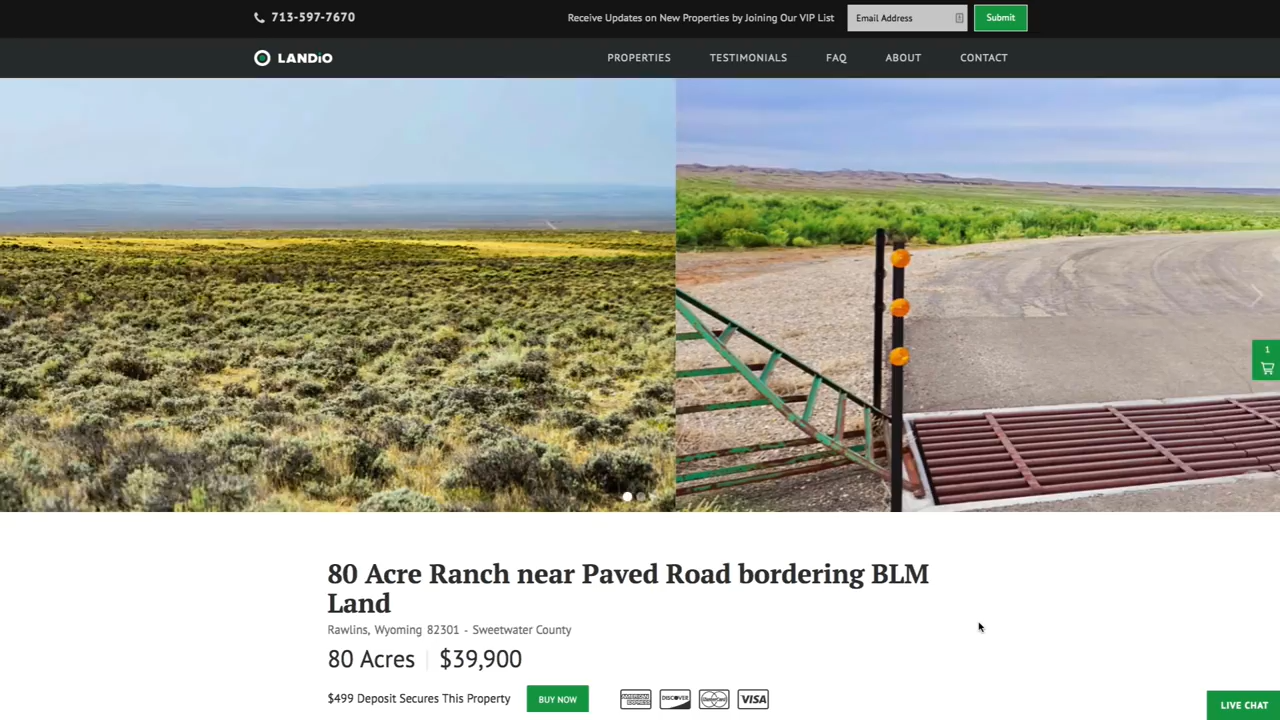 713-597-7670
Receive Updates on New Properties by Joining Our VIP List
Email Address
Submit
LANDiO
PROPERTIES
TESTIMONIALS
FAQ
ABOUT
CONTACT
1
80 Acre Ranch near Paved Road bordering BLM
Land
Rawlins, Wyoming 82301 - Sweetwater County
80 Acres | $39,900
$499 Deposit Secures This Property
BUY NOW
DISCOVER
VISA
LIVE CHAT